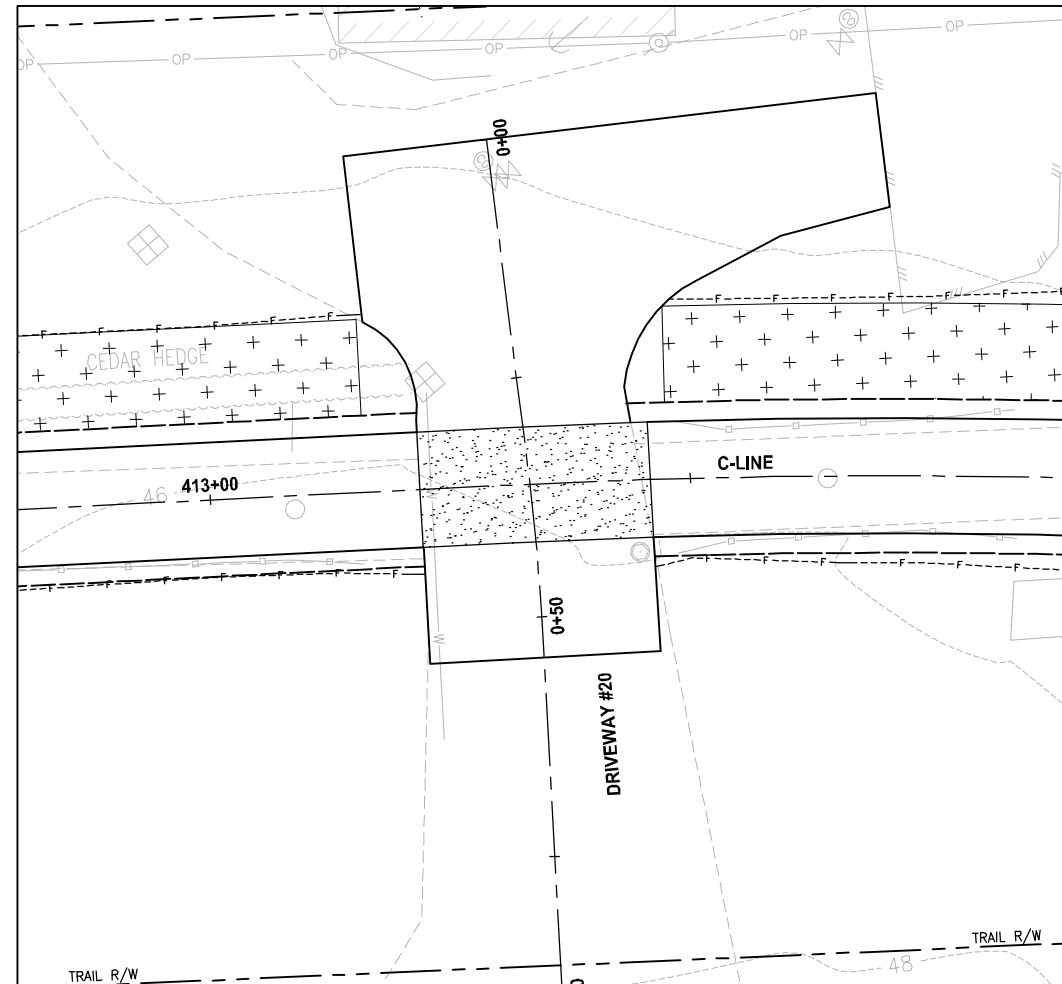 OP
OP
OP
OP
OP
OP
0+00
F F F F F
F F F F F F
CEDAR HEDGE
C-LINE
46
413+00
W
F F F F F F
F F F F F F
0+50
W
DRIVEWAY #20
TRAIL R/W
TRAIL R/W
48